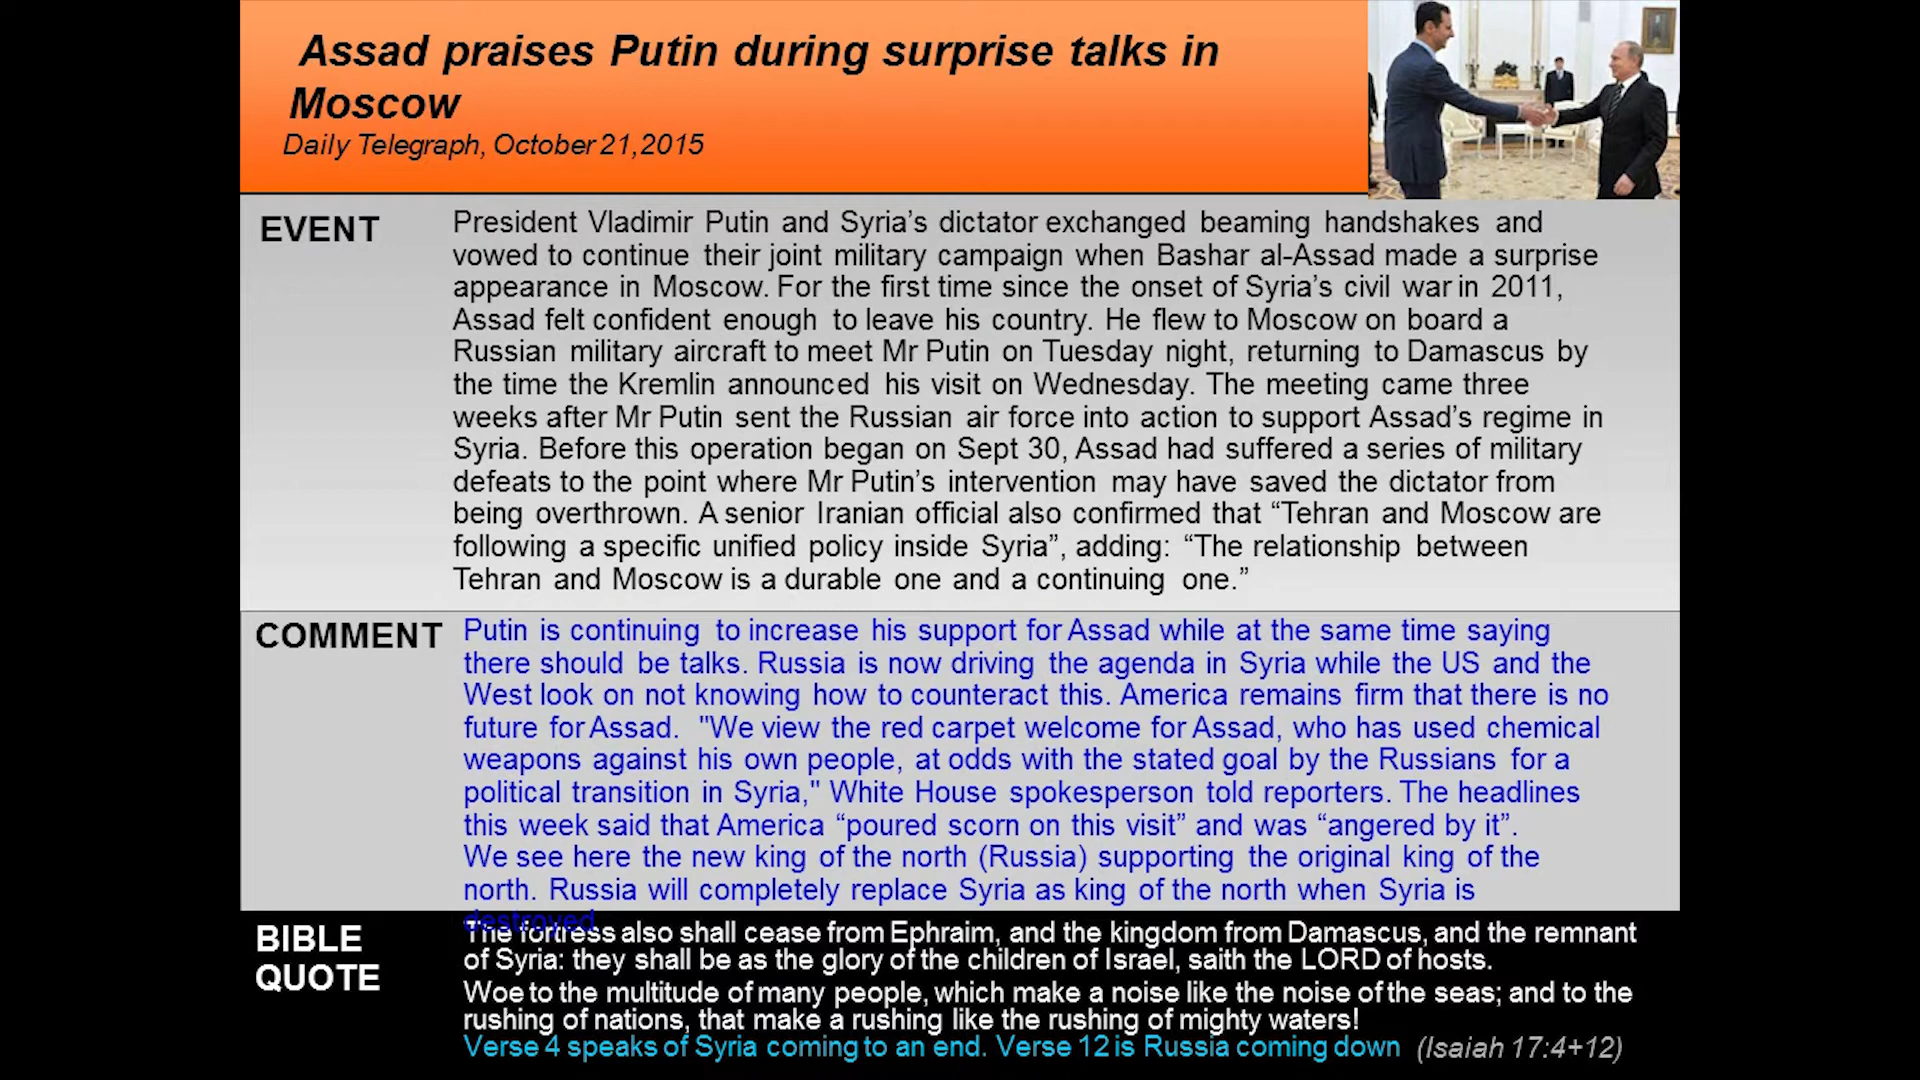 Assad praises Putin during surprise talks in
Moscow
Daily Telegraph, October 21,2015
EVENT
President Vladimir Putin and Syria’s dictator exchanged beaming handshakes and
vowed to continue their joint military campaign when Bashar al-Assad made a surprise
appearance in Moscow. For the first time since the onset of Syria’s civil war in 2011,
Assad felt confident enough to leave his country. He flew to Moscow on board a
Russian military aircraft to meet Mr Putin on Tuesday night, returning to Damascus by
the time the Kremlin announced his visit on Wednesday. The meeting came three
weeks after Mr Putin sent the Russian air force into action to support Assad’s regime in
Syria. Before this operation began on Sept 30, Assad had suffered a series of military
defeats to the point where Mr Putin’s intervention may have saved the dictator from
being overthrown. A senior Iranian official also confirmed that “Tehran and Moscow are
following a specific unified policy inside Syria”, adding: “The relationship between
Tehran and Moscow is a durable one and a continuing one.”
COMMENT
Putin is continuing to increase his support for Assad while at the same time saying
there should be talks. Russia is now driving the agenda in Syria while the US and the
West look on not knowing how to counteract this. America remains firm that there is no
future for Assad. "We view the red carpet welcome for Assad, who has used chemical
weapons against his own people, at odds with the stated goal by the Russians for a
political transition in Syria," White House spokesperson told reporters. The headlines
this week said that America “poured scorn on this visit” and was “angered by it”.
We see here the new king of the north (Russia) supporting the original king of the
north. Russia will completely replace Syria as king of the north when Syria is
destroyed.
BIBLE
QUOTE
The fortress also shall cease from Ephraim, and the kingdom from Damascus, and the remnant
of Syria: they shall be as the glory of the children of Israel, saith the LORD of hosts.
Woe to the multitude of many people, which make a noise like the noise of the seas; and to the
rushing of nations, that make a rushing like the rushing of mighty waters!
Verse 4 speaks of Syria coming to an end. Verse 12 is Russia coming down (Isaiah 17:4+12)